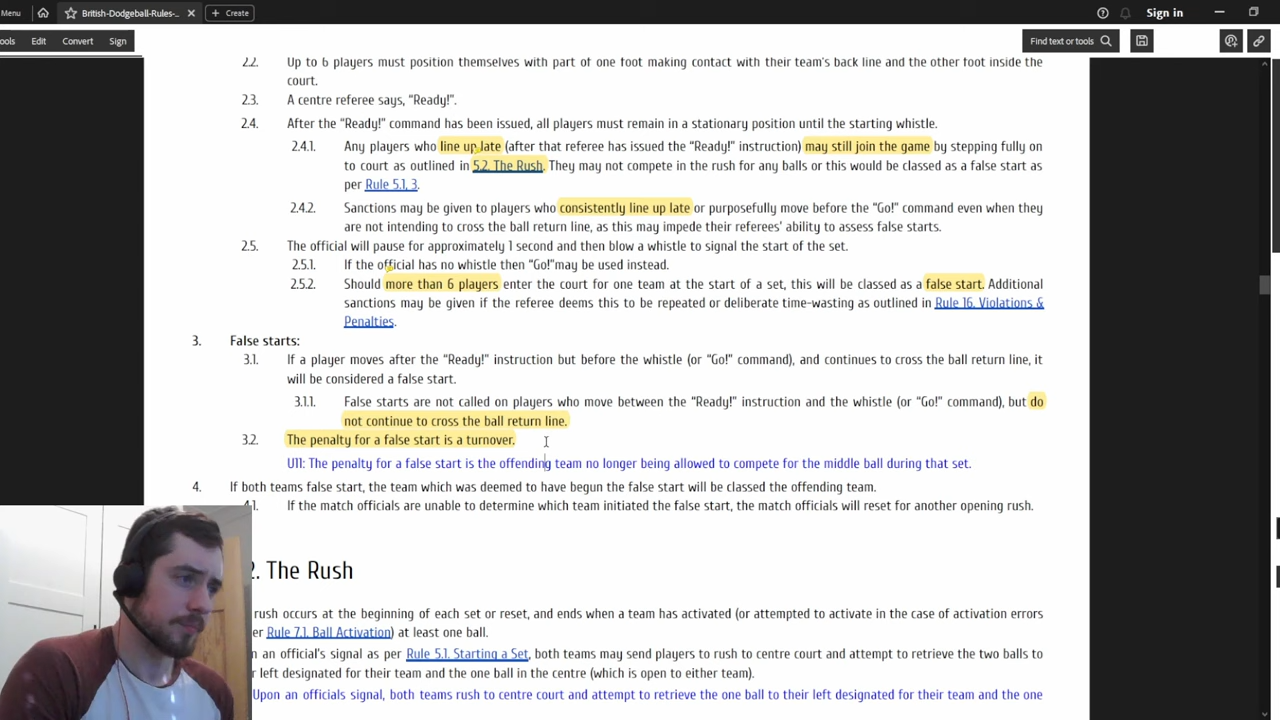 Menu
British-Dodgeball-Rules-...
Create
Sign in
Edit Convert Sign
Find text or tools
2.2. Up to 6 players must position themselves with part of one foot making contact with their team's back line and the other foot inside the
court.
2.3. A centre referee says, "Ready!".
2.4. After the "Ready!" command has been issued, all players must remain in a stationary position until the starting whistle.
2.4.1. Any players who line up late (after that referee has issued the "Ready!" instruction) may still join the game by stepping fully on
to court as outlined in 5.2. The Rush. They may not compete in the rush for any balls or this would be classed as a false start as
per Rule 5.1, 3.
2.4.2. Sanctions may be given to players who consistently line up late or purposefully move before the "Go!" command even when they
are not intending to cross the ball return line, as this may impede their referees' ability to assess false starts.
2.5. The official will pause for approximately 1 second and then blow a whistle to signal the start of the set.
2.5.1. If the official has no whistle then "Go!"may be used instead.
2.5.2. Should more than 6 players enter the court for one team at the start of a set, this will be classed as a false start. Additional
sanctions may be given if the referee deems this to be repeated or deliberate time-wasting as outlined in Rule 16. Violations &
Penalties.
3. False starts:
3.1. If a player moves after the "Ready!" instruction but before the whistle (or "Go!" command), and continues to cross the ball return line, it
will be considered a false start.
3.1.1. False starts are not called on players who move between the "Ready!" instruction and the whistle (or "Go!" command), but do
not continue to cross the ball return line.
3.2. The penalty for a false start is a turnover.
U11: The penalty for a false start is the offending team no longer being allowed to compete for the middle ball during that set.
4. If both teams false start, the team which was deemed to have begun the false start will be classed the offending team.
4.1. If the match officials are unable to determine which team initiated the false start, the match officials will reset for another opening rush.
2. The Rush
rush occurs at the beginning of each set or reset, and ends when a team has activated (or attempted to activate in the case of activation errors
Rule 7.1. Ball Activation) at least one ball.
an official's signal as per Rule 5.1. Starting a Set, both teams may send players to rush to centre court and attempt to retrieve the two balls to
left designated for their team and the one ball in the centre (which is open to either team).
Upon an officials signal, both teams rush to centre court and attempt to retrieve the one ball to their left designated for their team and the one